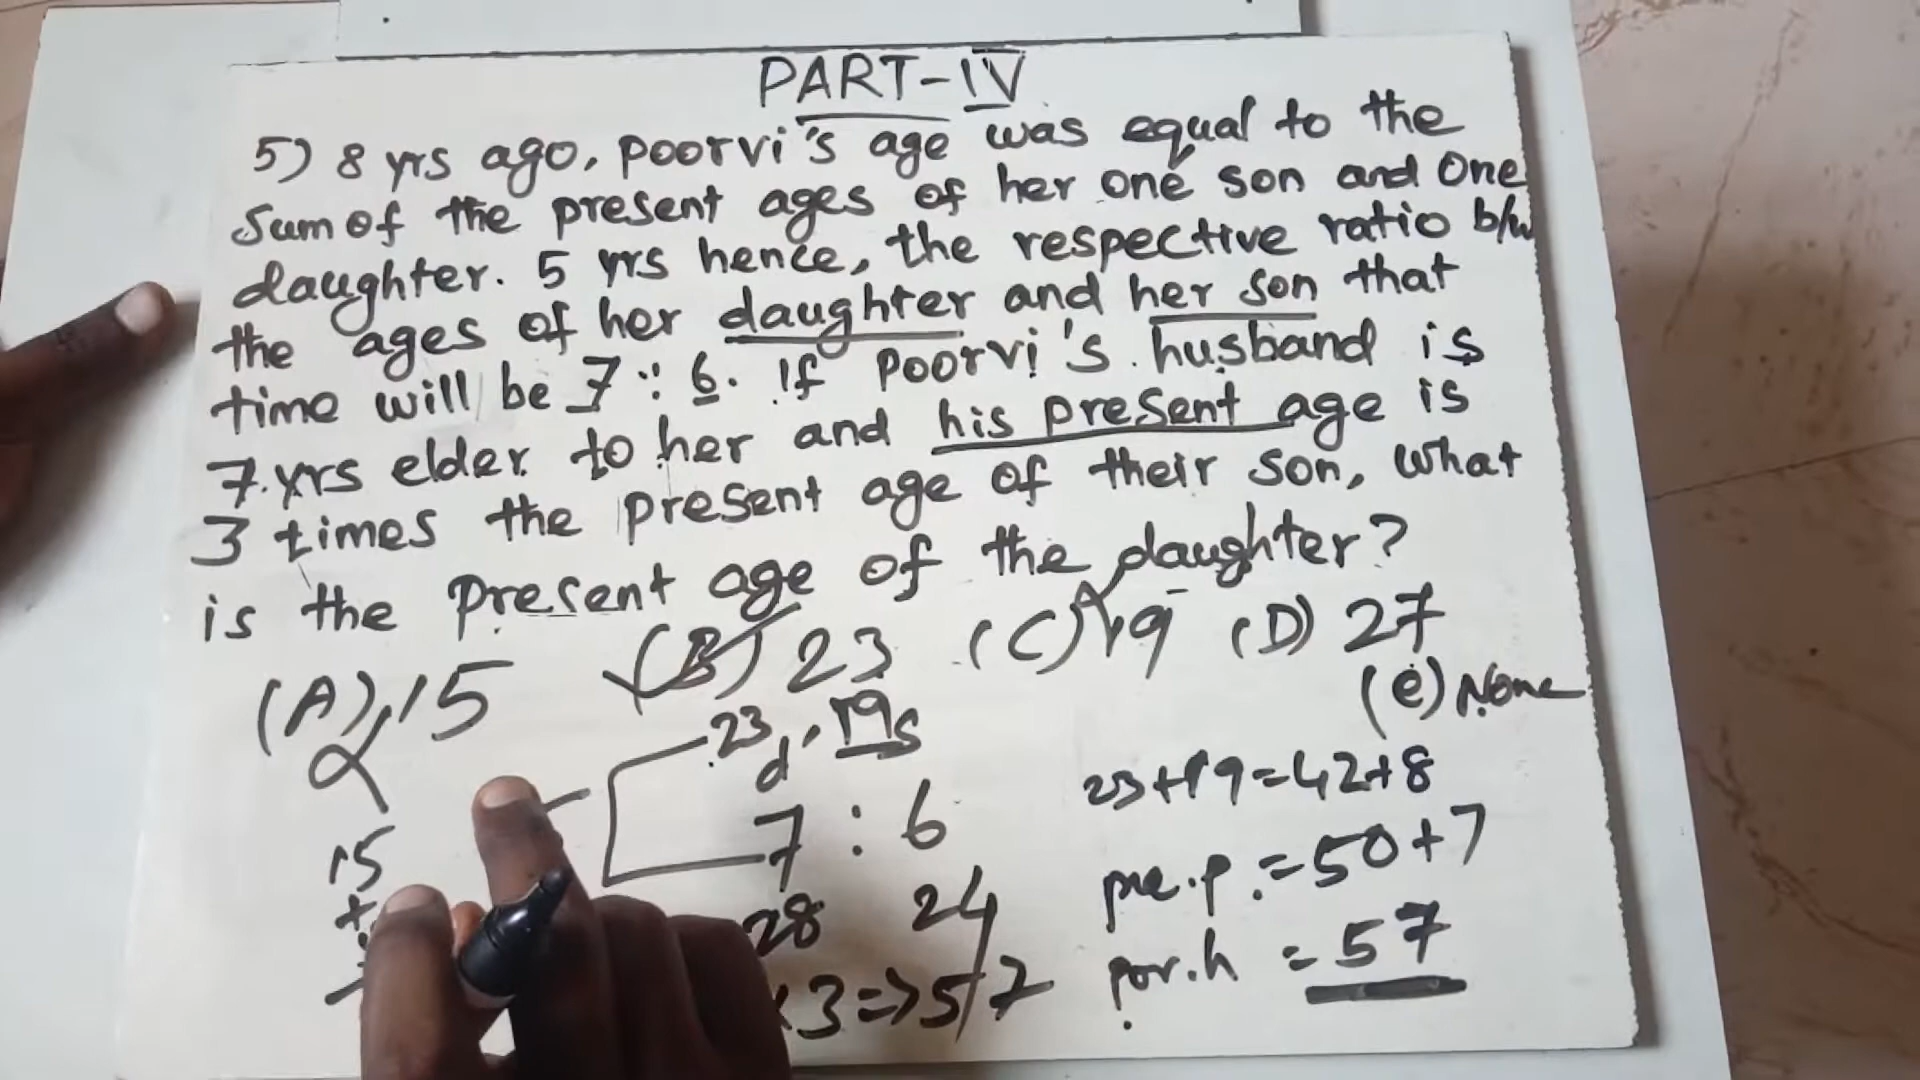 PART-IV
5) 8 yrs ago, poorvi's age was equal to the
Sum of the present ages of her one son and one
daughter. 5 yrs hence, the respective ratio b/w
the ages of her daughter and her son that
time will be 7 : 6. If poorvi's husband is
7 yrs elder to her and his present age is
3 times the present age of their son, what
is the present age of the daughter?
(A) 15 (B) 23 (C) 19 (D) 27
(e) None
23 19
d s
7 : 6
28 24
×3=>57
15
+
23+19=42+8
pre.p.=50+7
por.h =57